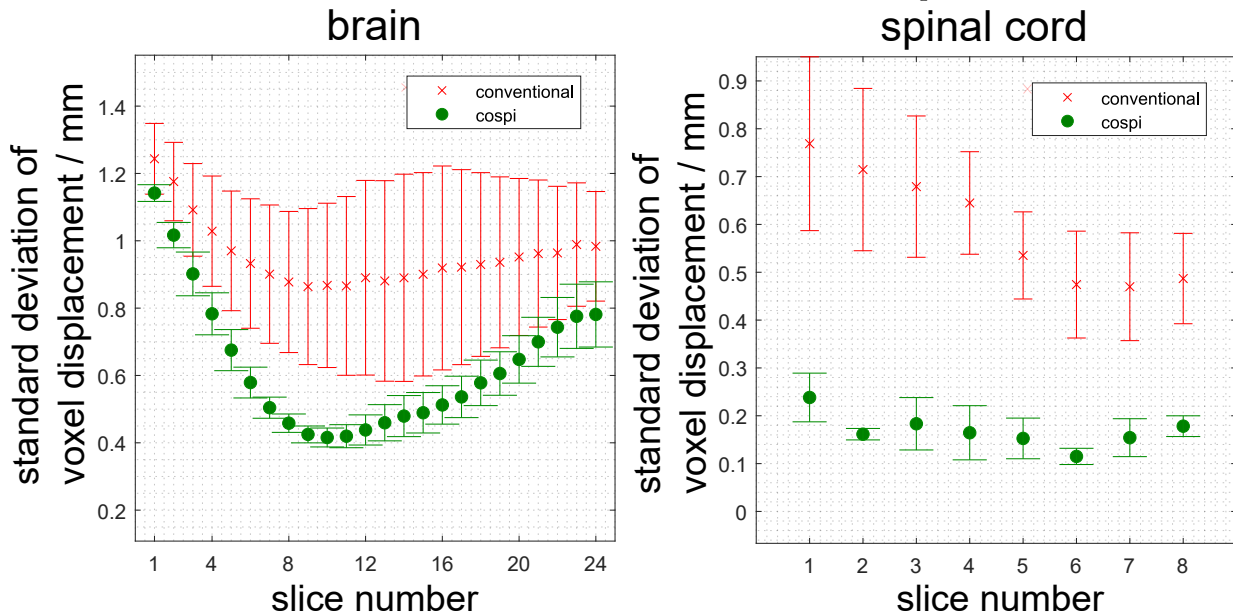 brain
standard deviation of
voxel displacement / mm
1.4
1.2
1
0.8
0.6
0.4
0.2
conventional
cospi
1 4 8 12 16 20 24
slice number
spinal cord
standard deviation of
voxel displacement / mm
0.9
0.8
0.7
0.6
0.5
0.4
0.3
0.2
0.1
0
conventional
cospi
1 2 3 4 5 6 7 8
slice number